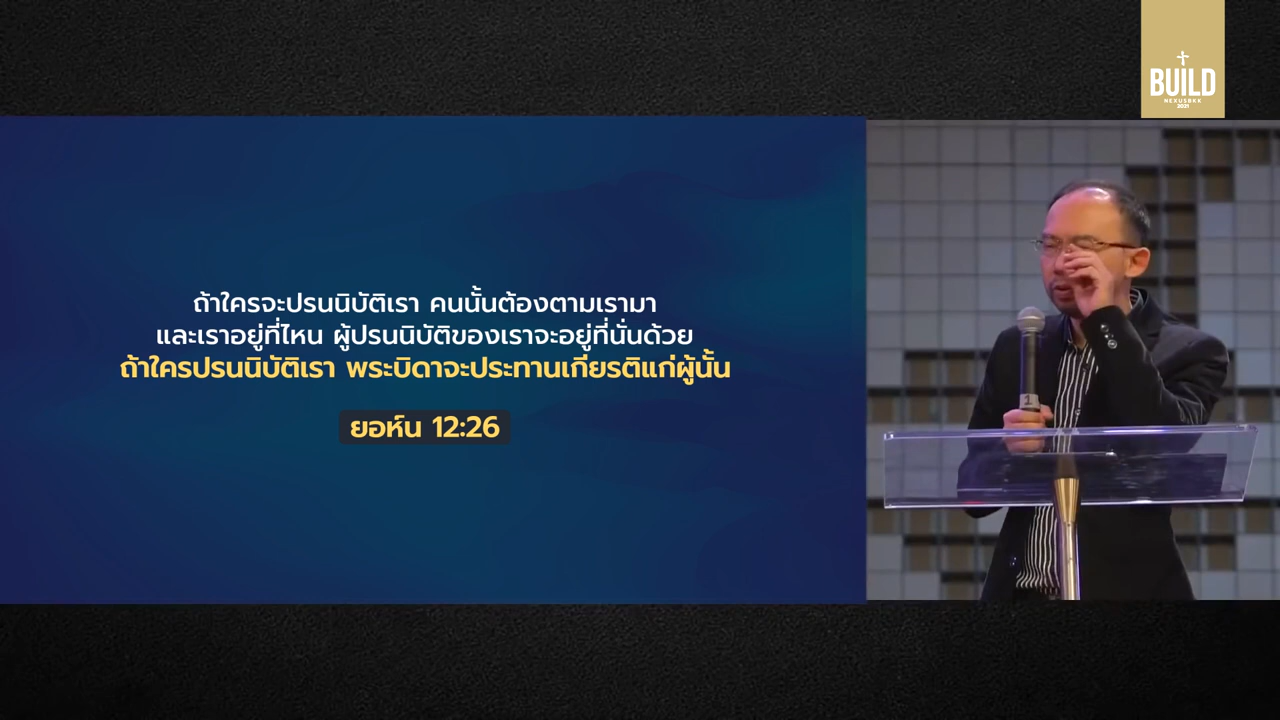 BUILD
NEXUSBKK
2021
ถ้าใครจะปรนนิบัติเรา คนนั้นต้องตามเรามา
และเราอยู่ที่ไหน ผู้ปรนนิบัติของเราจะอยู่ที่นั่นด้วย
ถ้าใครปรนนิบัติเรา พระบิดาจะประทานเกียรติแก่ผู้นั้น
ยอห์น 12:26
1